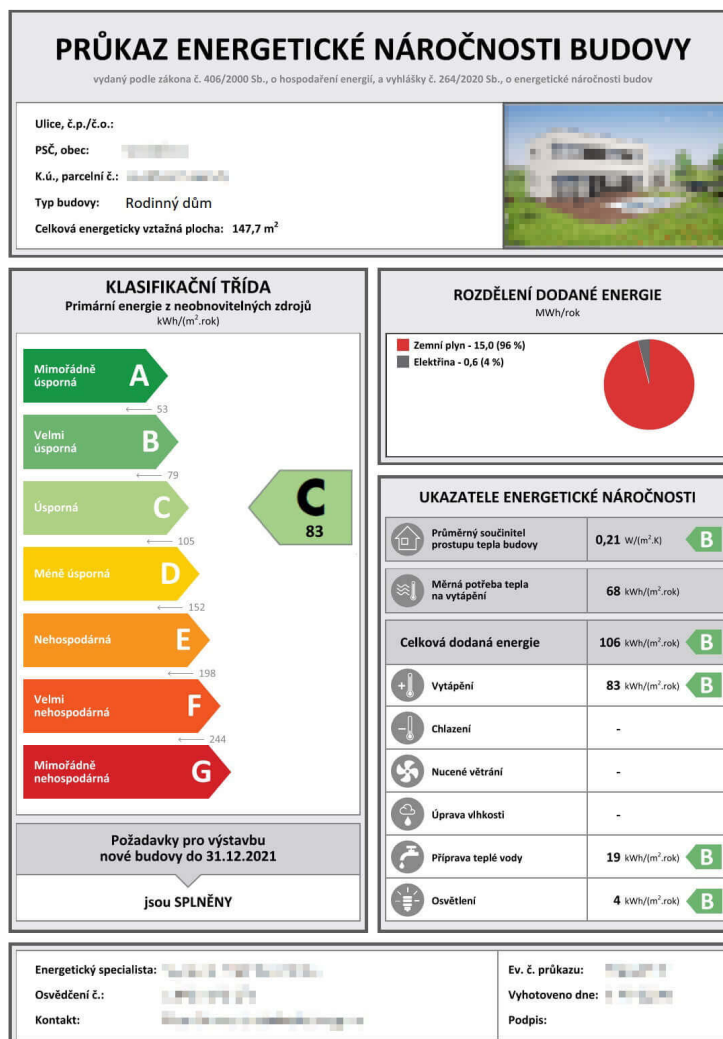 PRŮKAZ ENERGETICKÉ NÁROČNOSTI BUDOVY
vydaný podle zákona č. 406/2000 Sb., o hospodaření energií, a vyhlášky č. 264/2020 Sb., o energetické náročnosti budov
Ulice, č.p./č.o.:
PSČ, obec:
K.ú., parcelní č.:
Typ budovy: Rodinný dům
Celková energeticky vztažná plocha: 147,7 m²
KLASIFIKAČNÍ TŘÍDA
Primární energie z neobnovitelných zdrojů
kWh/(m².rok)
Mimořádně
úsporná
A
53
Velmi
úsporná
B
79
Úsporná
C
105
Méně úsporná
D
152
Nehospodárná
E
198
Velmi
nehospodárná
F
244
Mimořádně
nehospodárná
G
C
83
Požadavky pro výstavbu
nové budovy do 31.12.2021
jsou SPLNĚNY
ROZDĚLENÍ DODANÉ ENERGIE
MWh/rok
Zemní plyn - 15,0 (96 %)
Elektřina - 0,6 (4 %)
UKAZATELE ENERGETICKÉ NÁROČNOSTI
Průměrný součinitel
prostupu tepla budovy
0,21 W/(m².K) B
Měrná potřeba tepla
na vytápění
68 kWh/(m².rok)
Celková dodaná energie 106 kWh/(m².rok) B
Vytápění 83 kWh/(m².rok) B
Chlazení -
Nucené větrání -
Úprava vlhkosti -
Příprava teplé vody 19 kWh/(m².rok) B
Osvětlení 4 kWh/(m².rok) B
Energetický specialista:
Osvědčení č.:
Kontakt:
Ev. č. průkazu:
Vyhotoveno dne:
Podpis: